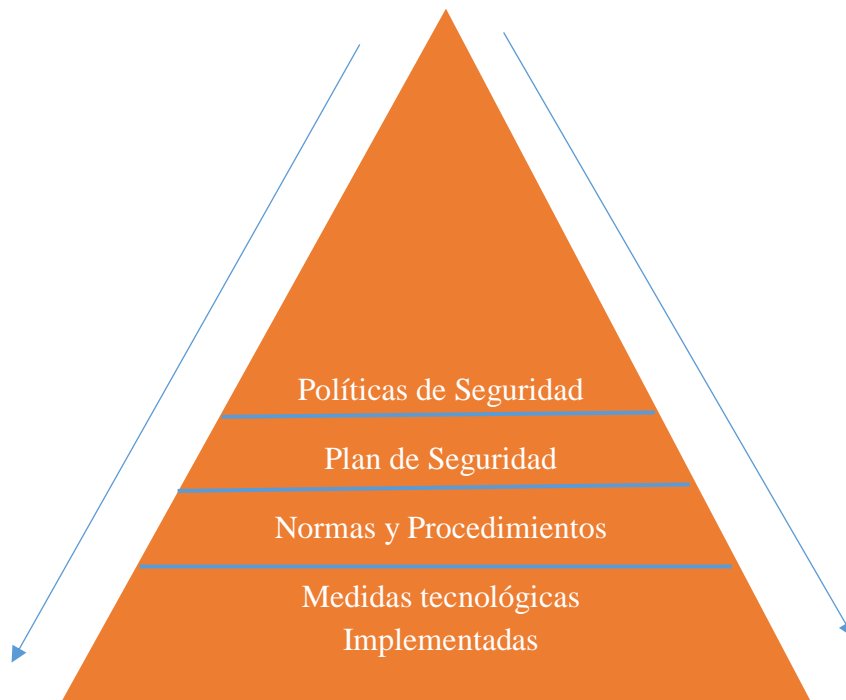 Políticas de Seguridad
Plan de Seguridad
Normas y Procedimientos
Medidas tecnológicas
Implementadas